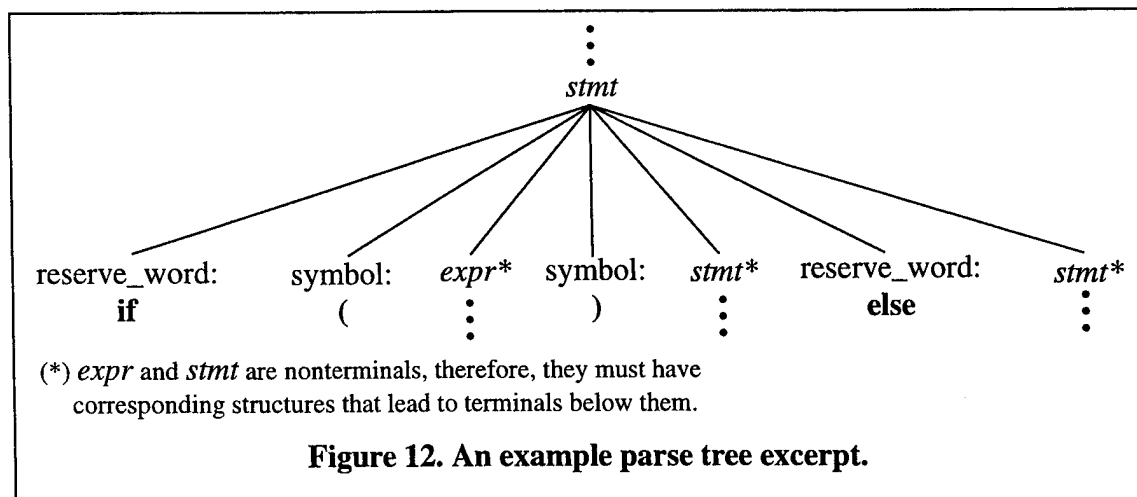 stmt
reserve_word: symbol: expr* symbol: stmt* reserve_word: stmt*
if ( ) else
(*) expr and stmt are nonterminals, therefore, they must have
corresponding structures that lead to terminals below them.
Figure 12. An example parse tree excerpt.